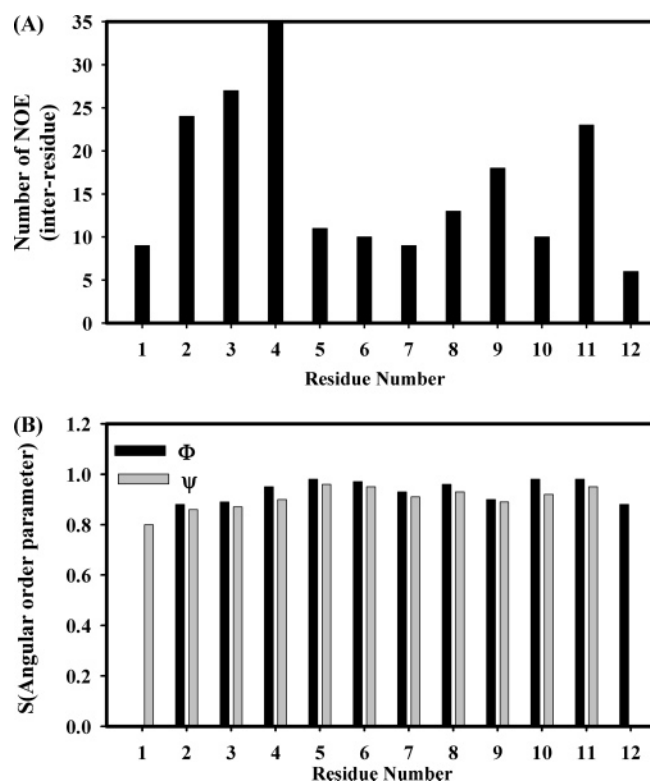 (A)
Number of NOE
(inter-residue)
35
30
25
20
15
10
5
0
1 2 3 4 5 6 7 8 9 10 11 12
Residue Number
(B)
S(Angular order parameter)
1.2
1.0
0.8
0.6
0.4
0.2
0.0
Φ
ψ
1 2 3 4 5 6 7 8 9 10 11 12
Residue Number